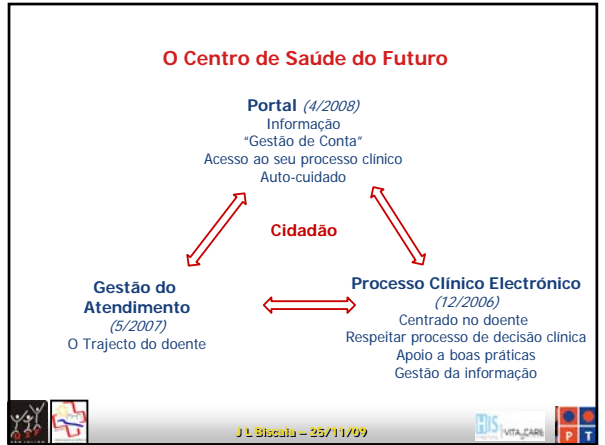 O Centro de Saúde do Futuro
Portal (4/2008)
Informação
“Gestão de Conta“
Acesso ao seu processo clínico
Auto-cuidado
Cidadão
Gestão do
Atendimento
(5/2007)
O Trajecto do doente
Processo Clínico Electrónico
(12/2006)
Centrado no doente
Respeitar processo de decisão clínica
Apoio a boas práticas
Gestão da informação
J L Biscaia – 25/11/09
HIS
VITA_CARE
P T